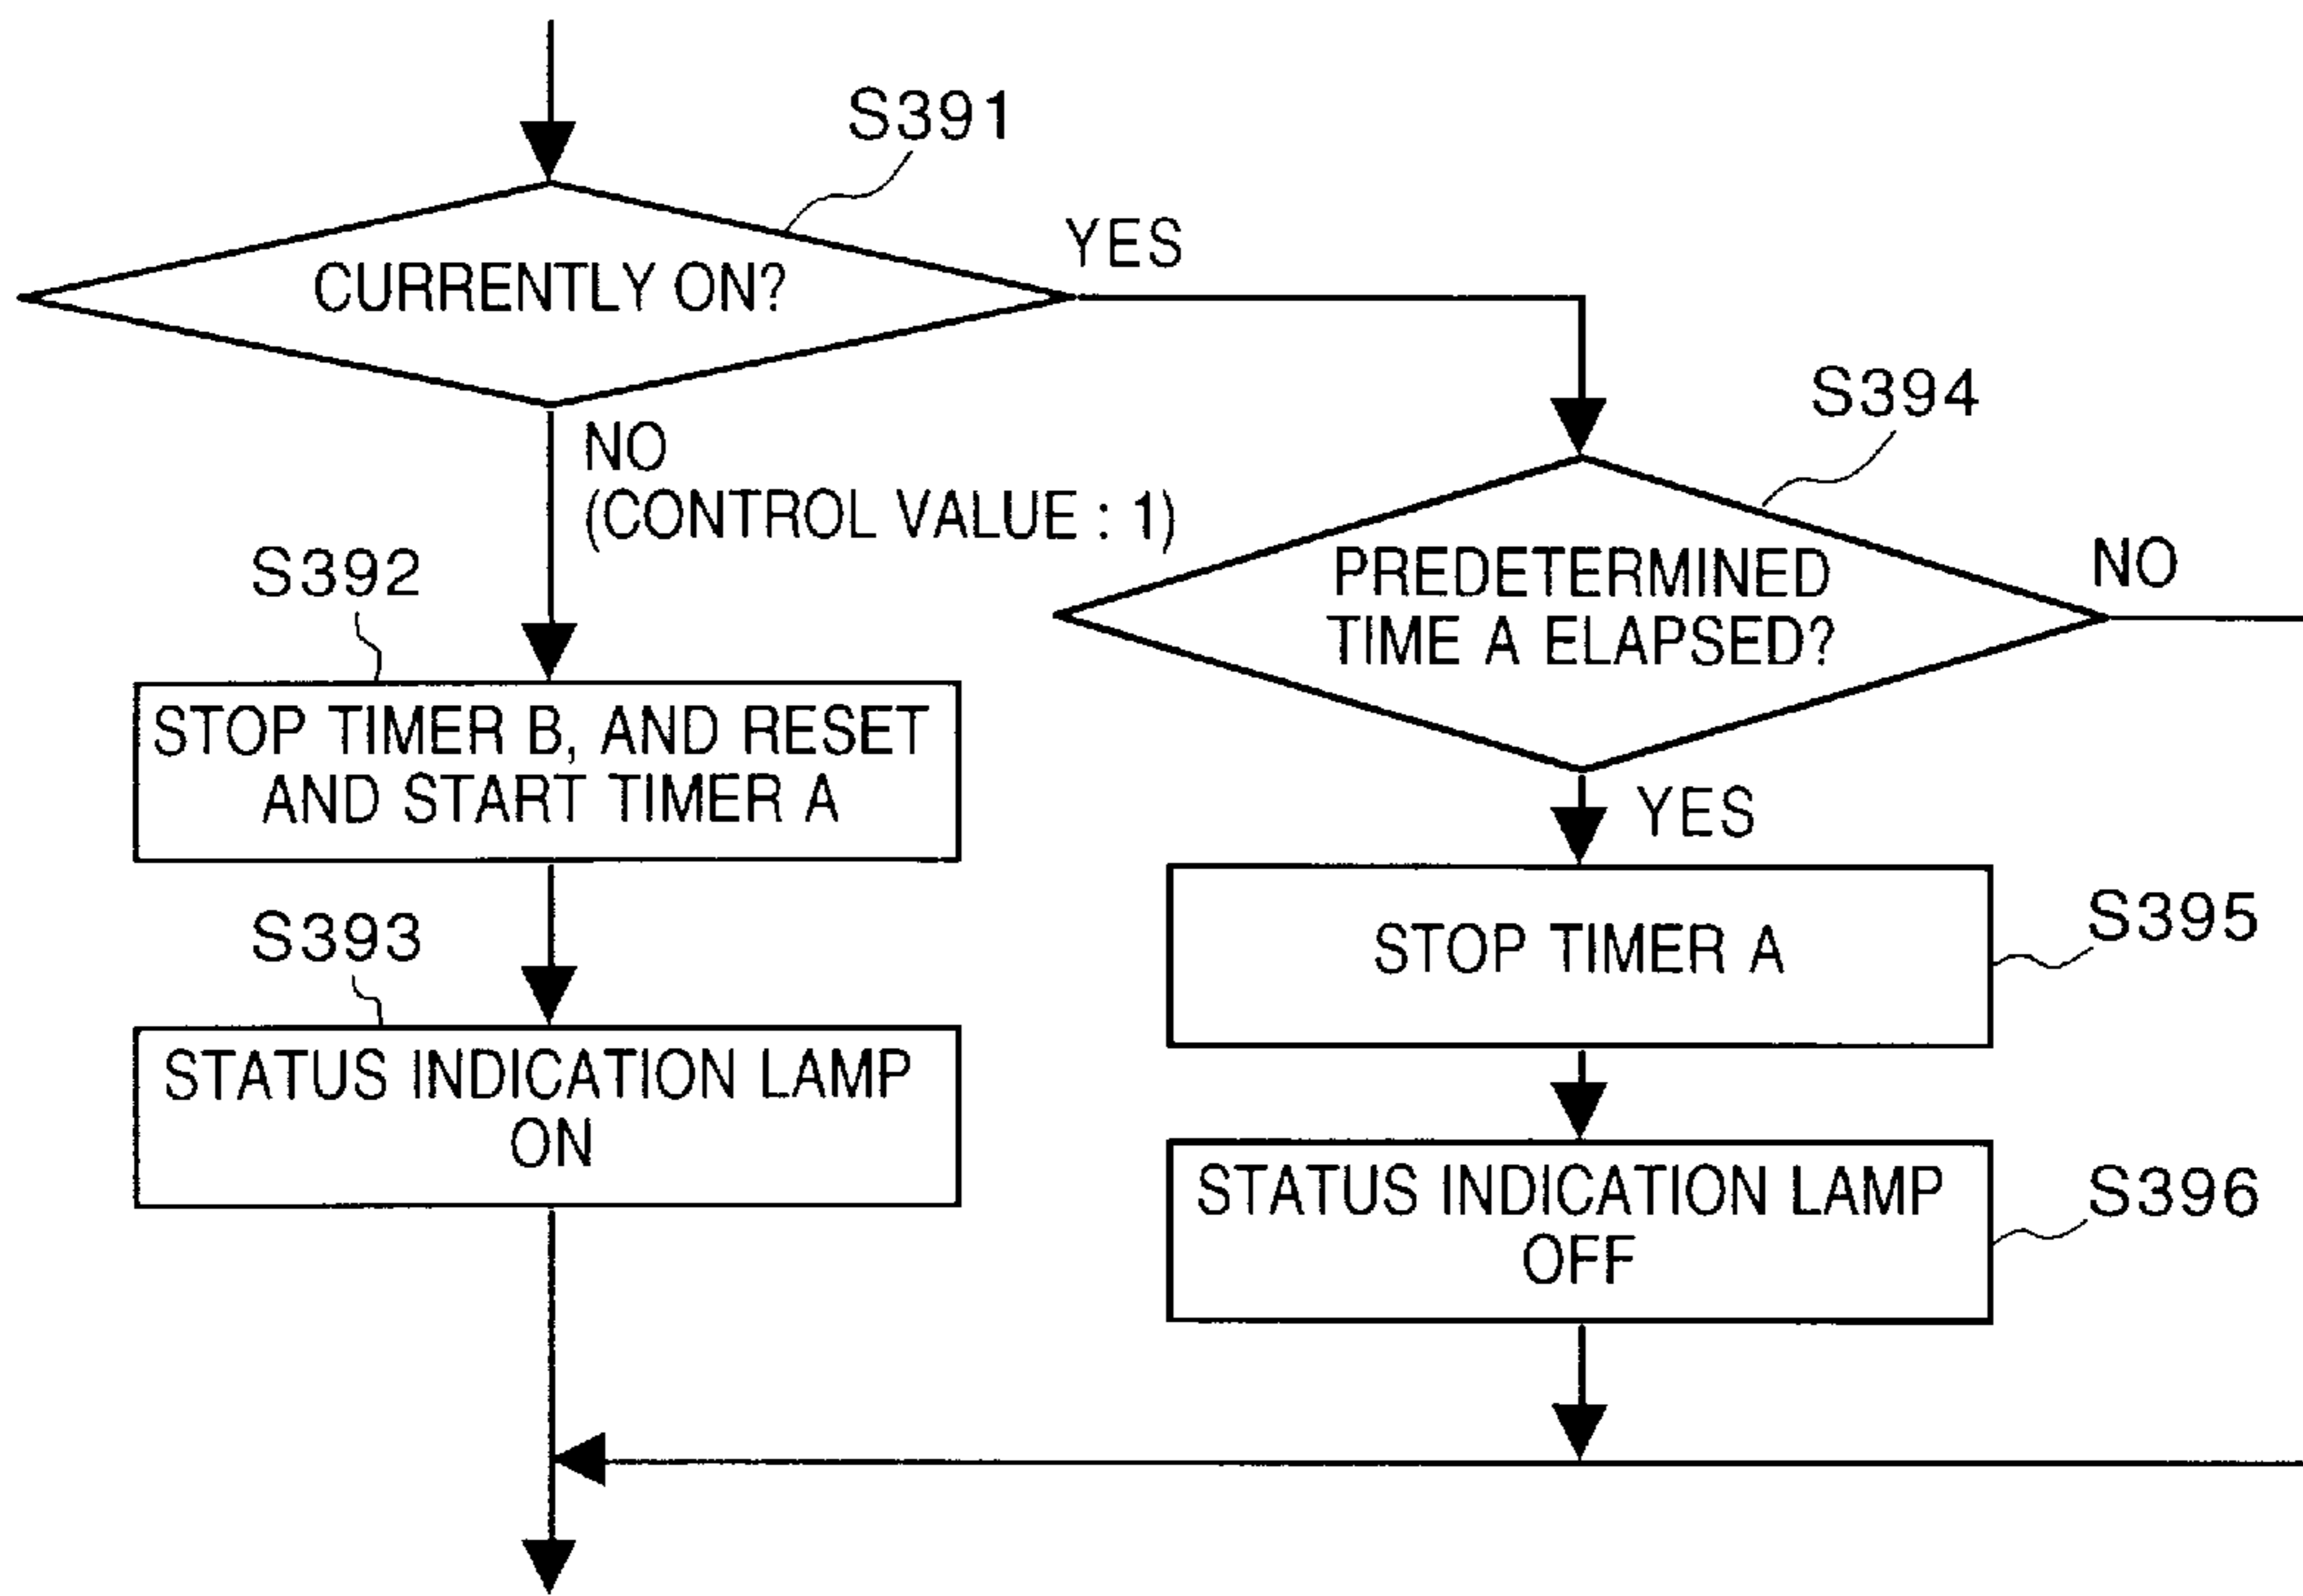 S391
CURRENTLY ON?
YES
NO
(CONTROL VALUE : 1)
S392
STOP TIMER B, AND RESET
AND START TIMER A
S393
STATUS INDICATION LAMP
ON
S394
PREDETERMINED
TIME A ELAPSED?
NO
YES
STOP TIMER A
S395
STATUS INDICATION LAMP
OFF
S396